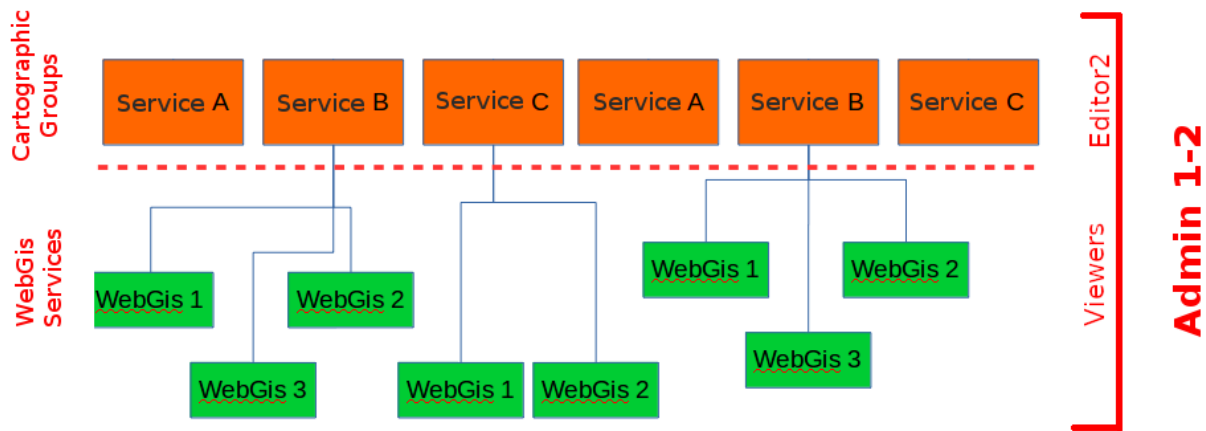 Cartographic
Groups
Service A
Service B
Service C
Service A
Service B
Service C
Editor2
Admin 1-2
WebGis
Services
Viewers
WebGis 1
WebGis 2
WebGis 3
WebGis 1
WebGis 2
WebGis 1
WebGis 2
WebGis 3